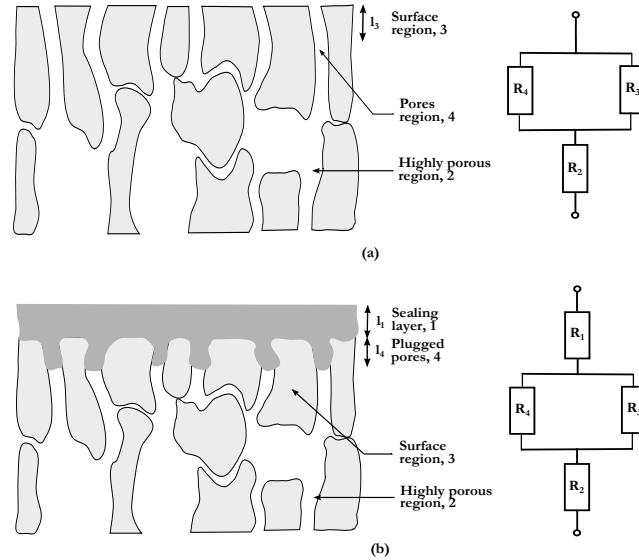 l3 Surface
region, 3
R4
R3
Pores
region, 4
Highly porous
region, 2
R2
(a)
l1 Sealing
layer, 1
l4 Plugged
pores, 4
R1
R4
R3
Surface
region, 3
Highly porous
region, 2
R2
(b)